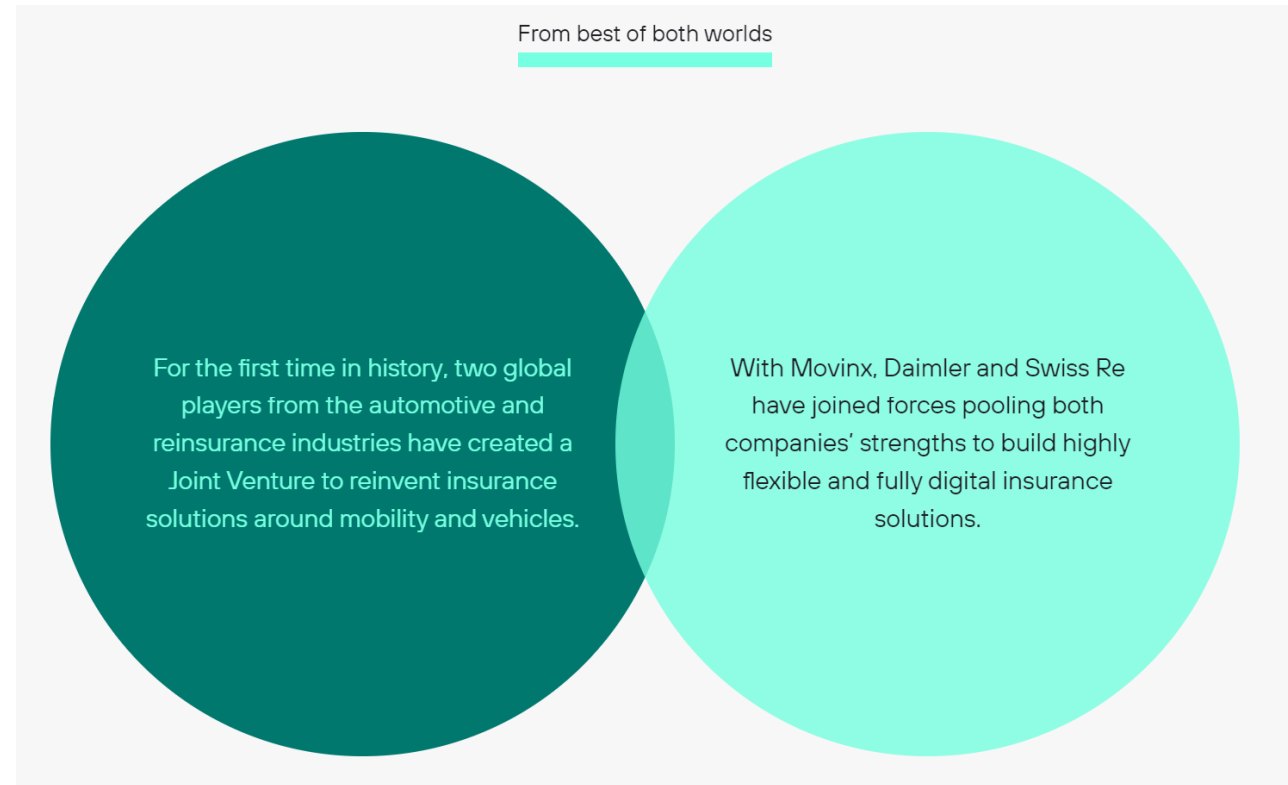 From best of both worlds
For the first time in history, two global
players from the automotive and
reinsurance industries have created a
Joint Venture to reinvent insurance
solutions around mobility and vehicles.
With Movinx, Daimler and Swiss Re
have joined forces pooling both
companies’ strengths to build highly
flexible and fully digital insurance
solutions.